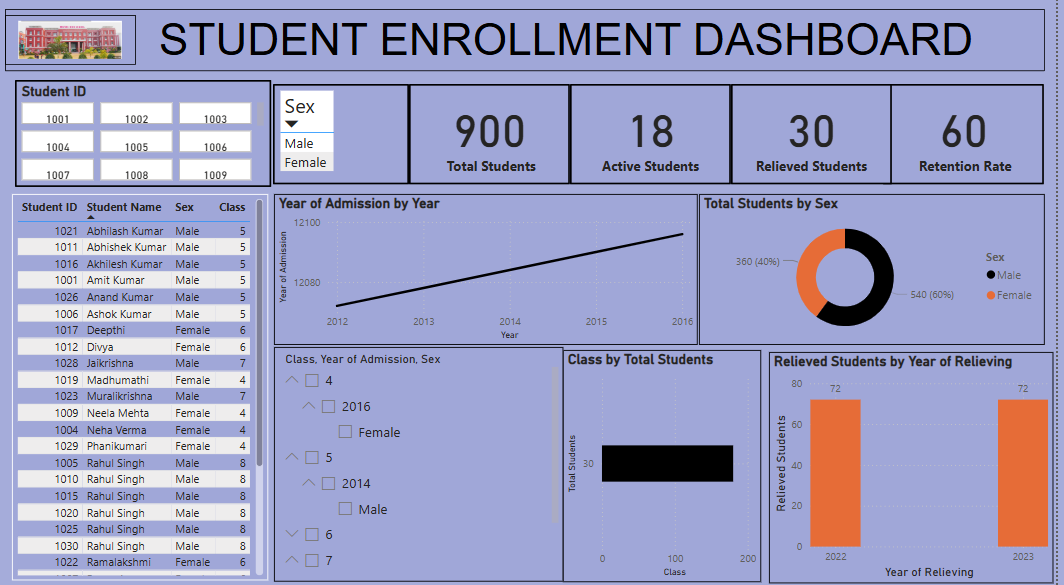 STUDENT ENROLLMENT DASHBOARD
Student ID
1001 1002 1003
1004 1005 1006
1007 1008 1009
Sex
Male
Female
900
Total Students
18
Active Students
30
Relieved Students
60
Retention Rate
Student ID Student Name Sex Class
1021 Abhilash Kumar Male 5
1011 Abhishek Kumar Male 5
1016 Akhilesh Kumar Male 5
1001 Amit Kumar Male 5
1026 Anand Kumar Male 5
1006 Ashok Kumar Male 5
1017 Deepthi Female 6
1012 Divya Female 6
1028 Jaikrishna Male 7
1019 Madhumathi Female 4
1023 Muralikrishna Male 7
1009 Neela Mehta Female 4
1004 Neha Verma Female 4
1029 Phanikumari Female 4
1005 Rahul Singh Male 8
1010 Rahul Singh Male 8
1015 Rahul Singh Male 8
1020 Rahul Singh Male 8
1025 Rahul Singh Male 8
1030 Rahul Singh Male 8
1022 Ramalakshmi Female 6
Year of Admission by Year
Year of Admission
12100
12080
2012 2013 2014 2015 2016
Year
Total Students by Sex
360 (40%)
540 (60%)
Sex
Male
Female
Class, Year of Admission, Sex
4
2016
Female
5
2014
Male
6
7
Class by Total Students
Total Students
30
0 100 200
Class
Relieved Students by Year of Relieving
Relieved Students
80
60
40
20
0
72 72
2022 2023
Year of Relieving